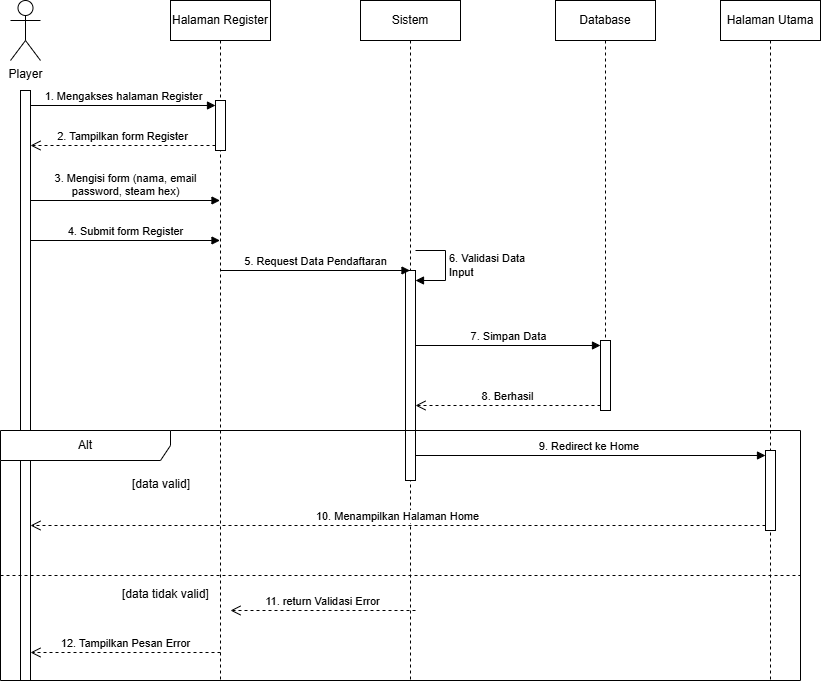 Halaman Register
Sistem
Database
Halaman Utama
Player
1. Mengakses halaman Register
2. Tampilkan form Register
3. Mengisi form (nama, email
password, steam hex)
4. Submit form Register
5. Request Data Pendaftaran
6. Validasi Data
Input
7. Simpan Data
8. Berhasil
Alt
9. Redirect ke Home
[data valid]
10. Menampilkan Halaman Home
[data tidak valid]
11. return Validasi Error
12. Tampilkan Pesan Error